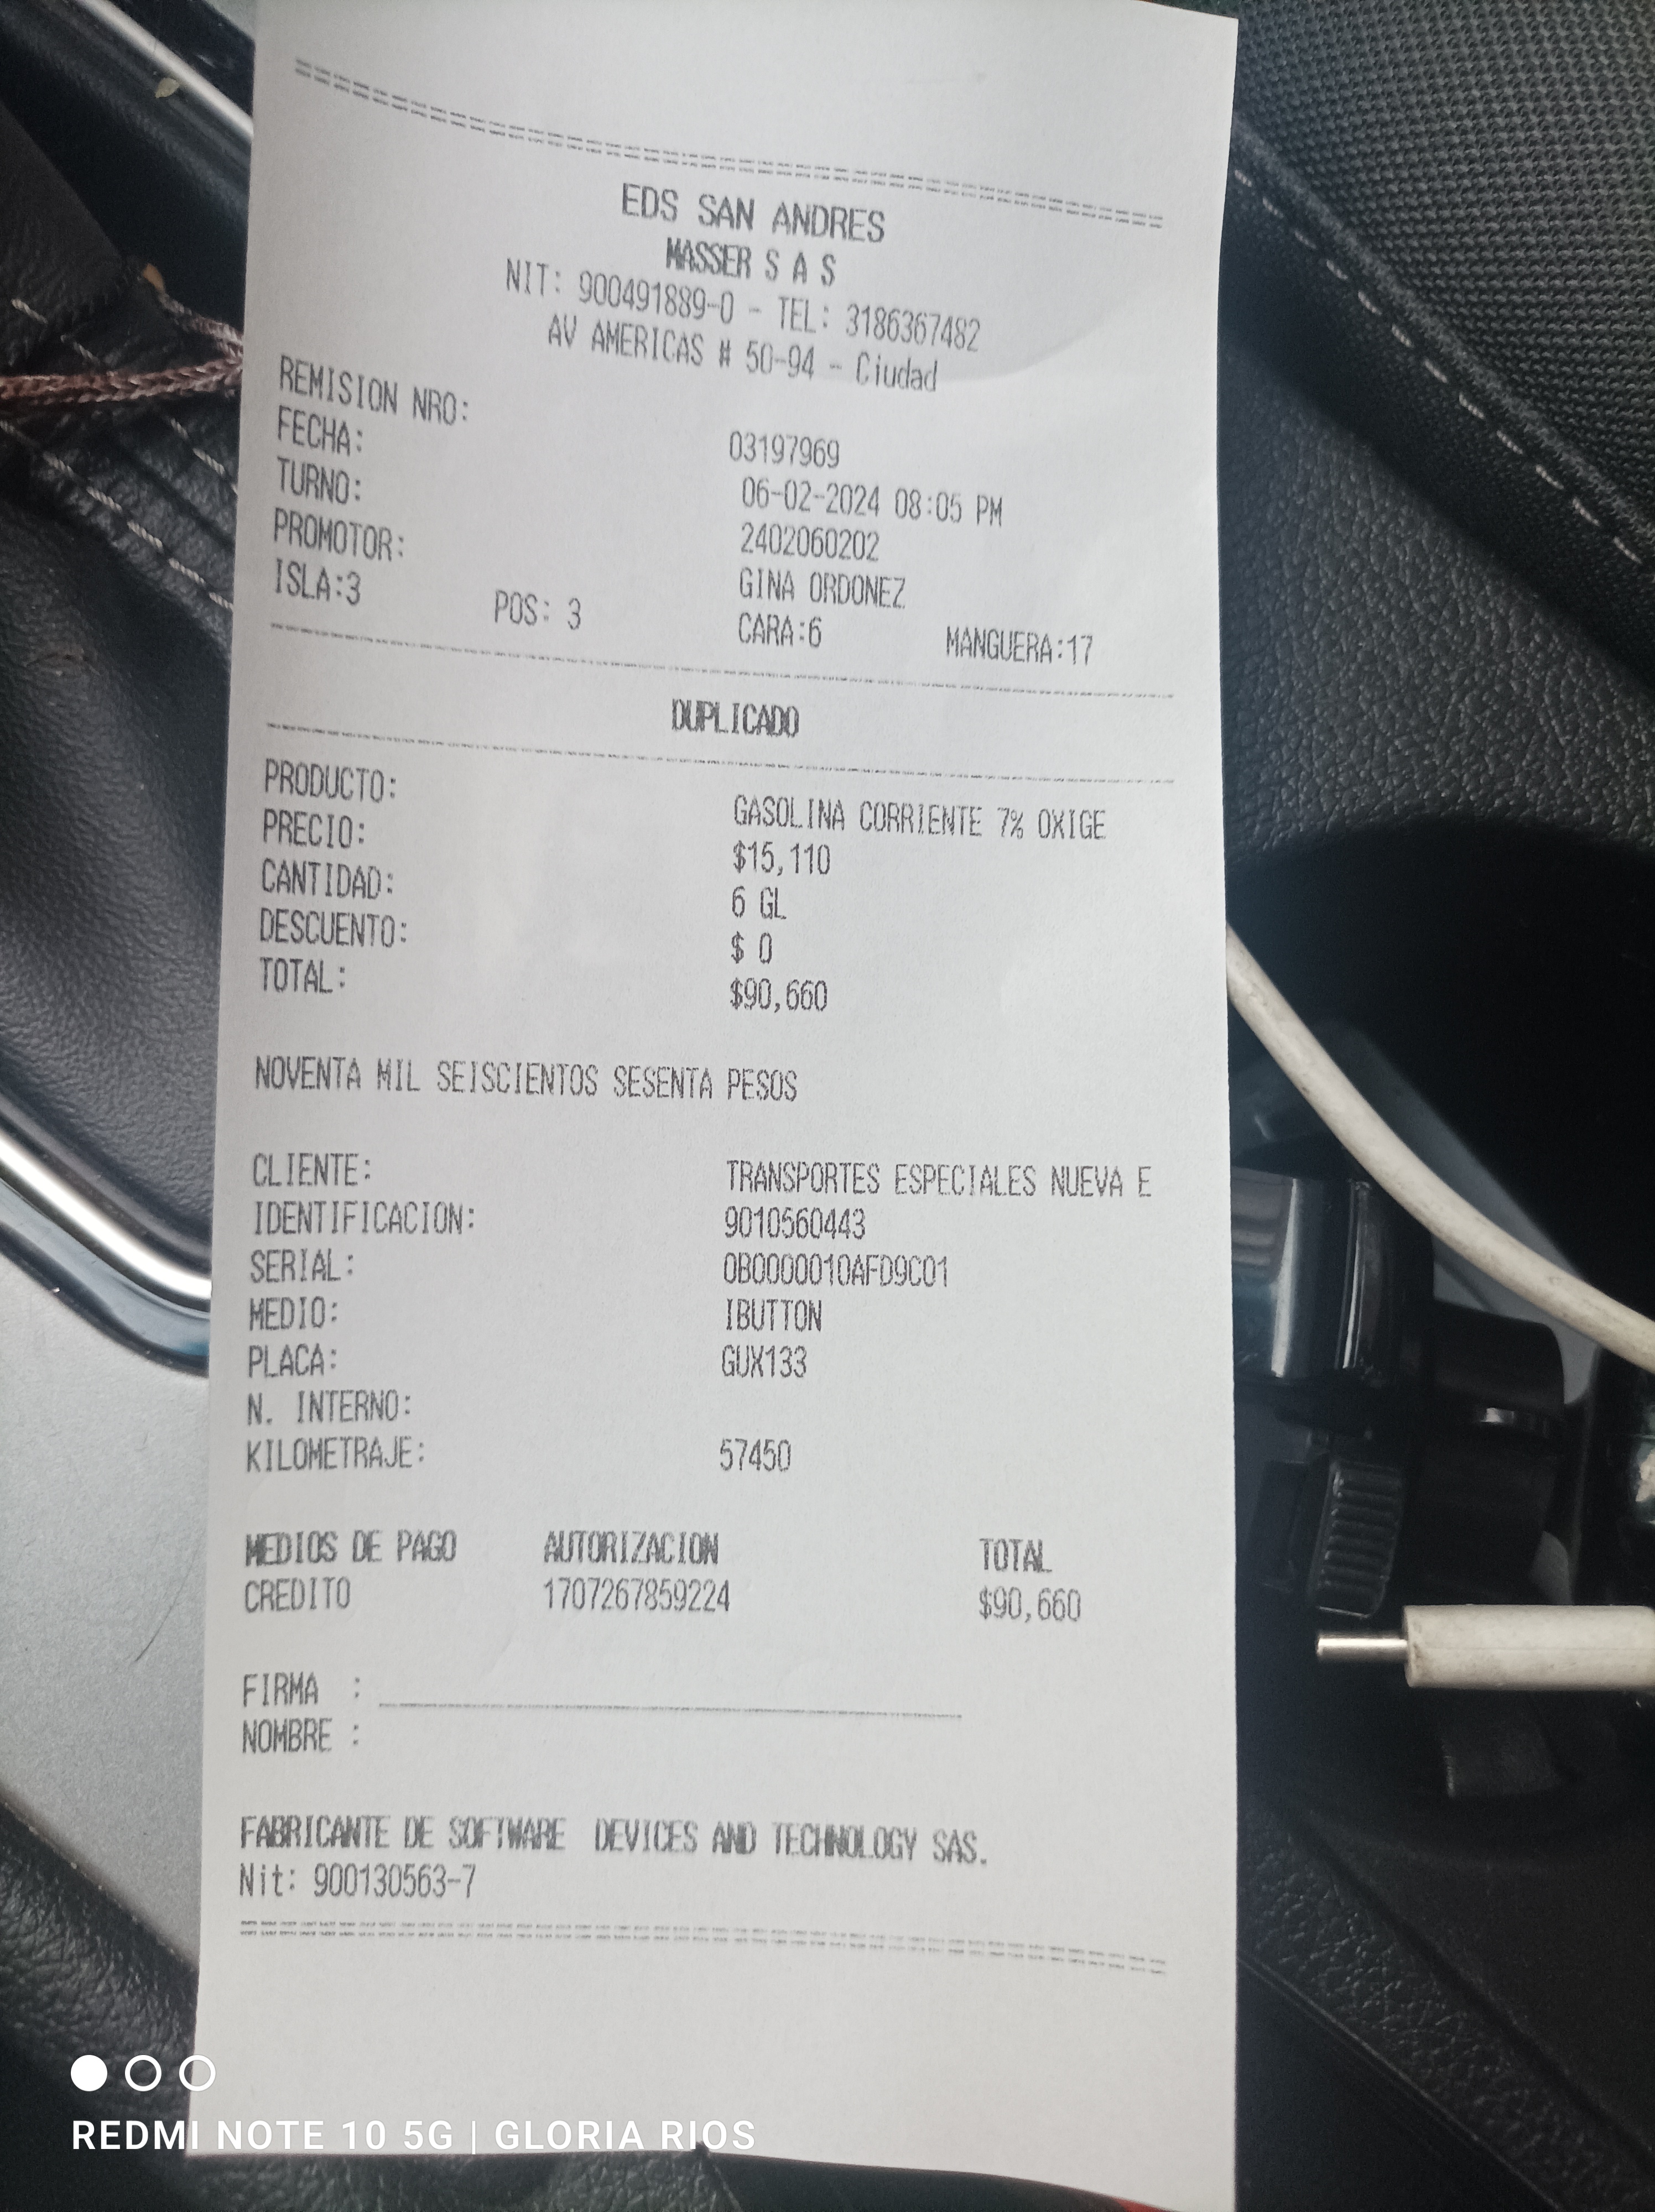 EDS SAN ANDRES
MASSER S A S
NIT: 900491889-0 - TEL: 3186367482
AV AMERICAS # 50-94 - Ciudad
REMISION NRO: 03197969
FECHA: 06-02-2024 08:05 PM
TURNO: 2402060202
PROMOTOR: GINA ORDONEZ
ISLA:3 POS: 3 CARA:6 MANGUERA:17
DUPLICADO
PRODUCTO: GASOLINA CORRIENTE 7% OXIGE
PRECIO: $15,110
CANTIDAD: 6 GL
DESCUENTO: $ 0
TOTAL: $90,660
NOVENTA MIL SEISCIENTOS SESENTA PESOS
CLIENTE: TRANSPORTES ESPECIALES NUEVA E
IDENTIFICACION: 9010560443
SERIAL: 0B0000010AFD9C01
MEDIO: IBUTTON
PLACA: GUX133
N. INTERNO:
KILOMETRAJE: 57450
MEDIOS DE PAGO AUTORIZACION TOTAL
CREDITO 1707267859224 $90,660
FIRMA :
NOMBRE :
FABRICANTE DE SOFTWARE DEVICES AND TECHNOLOGY SAS.
Nit: 900130563-7
REDMI NOTE 10 5G | GLORIA RIOS